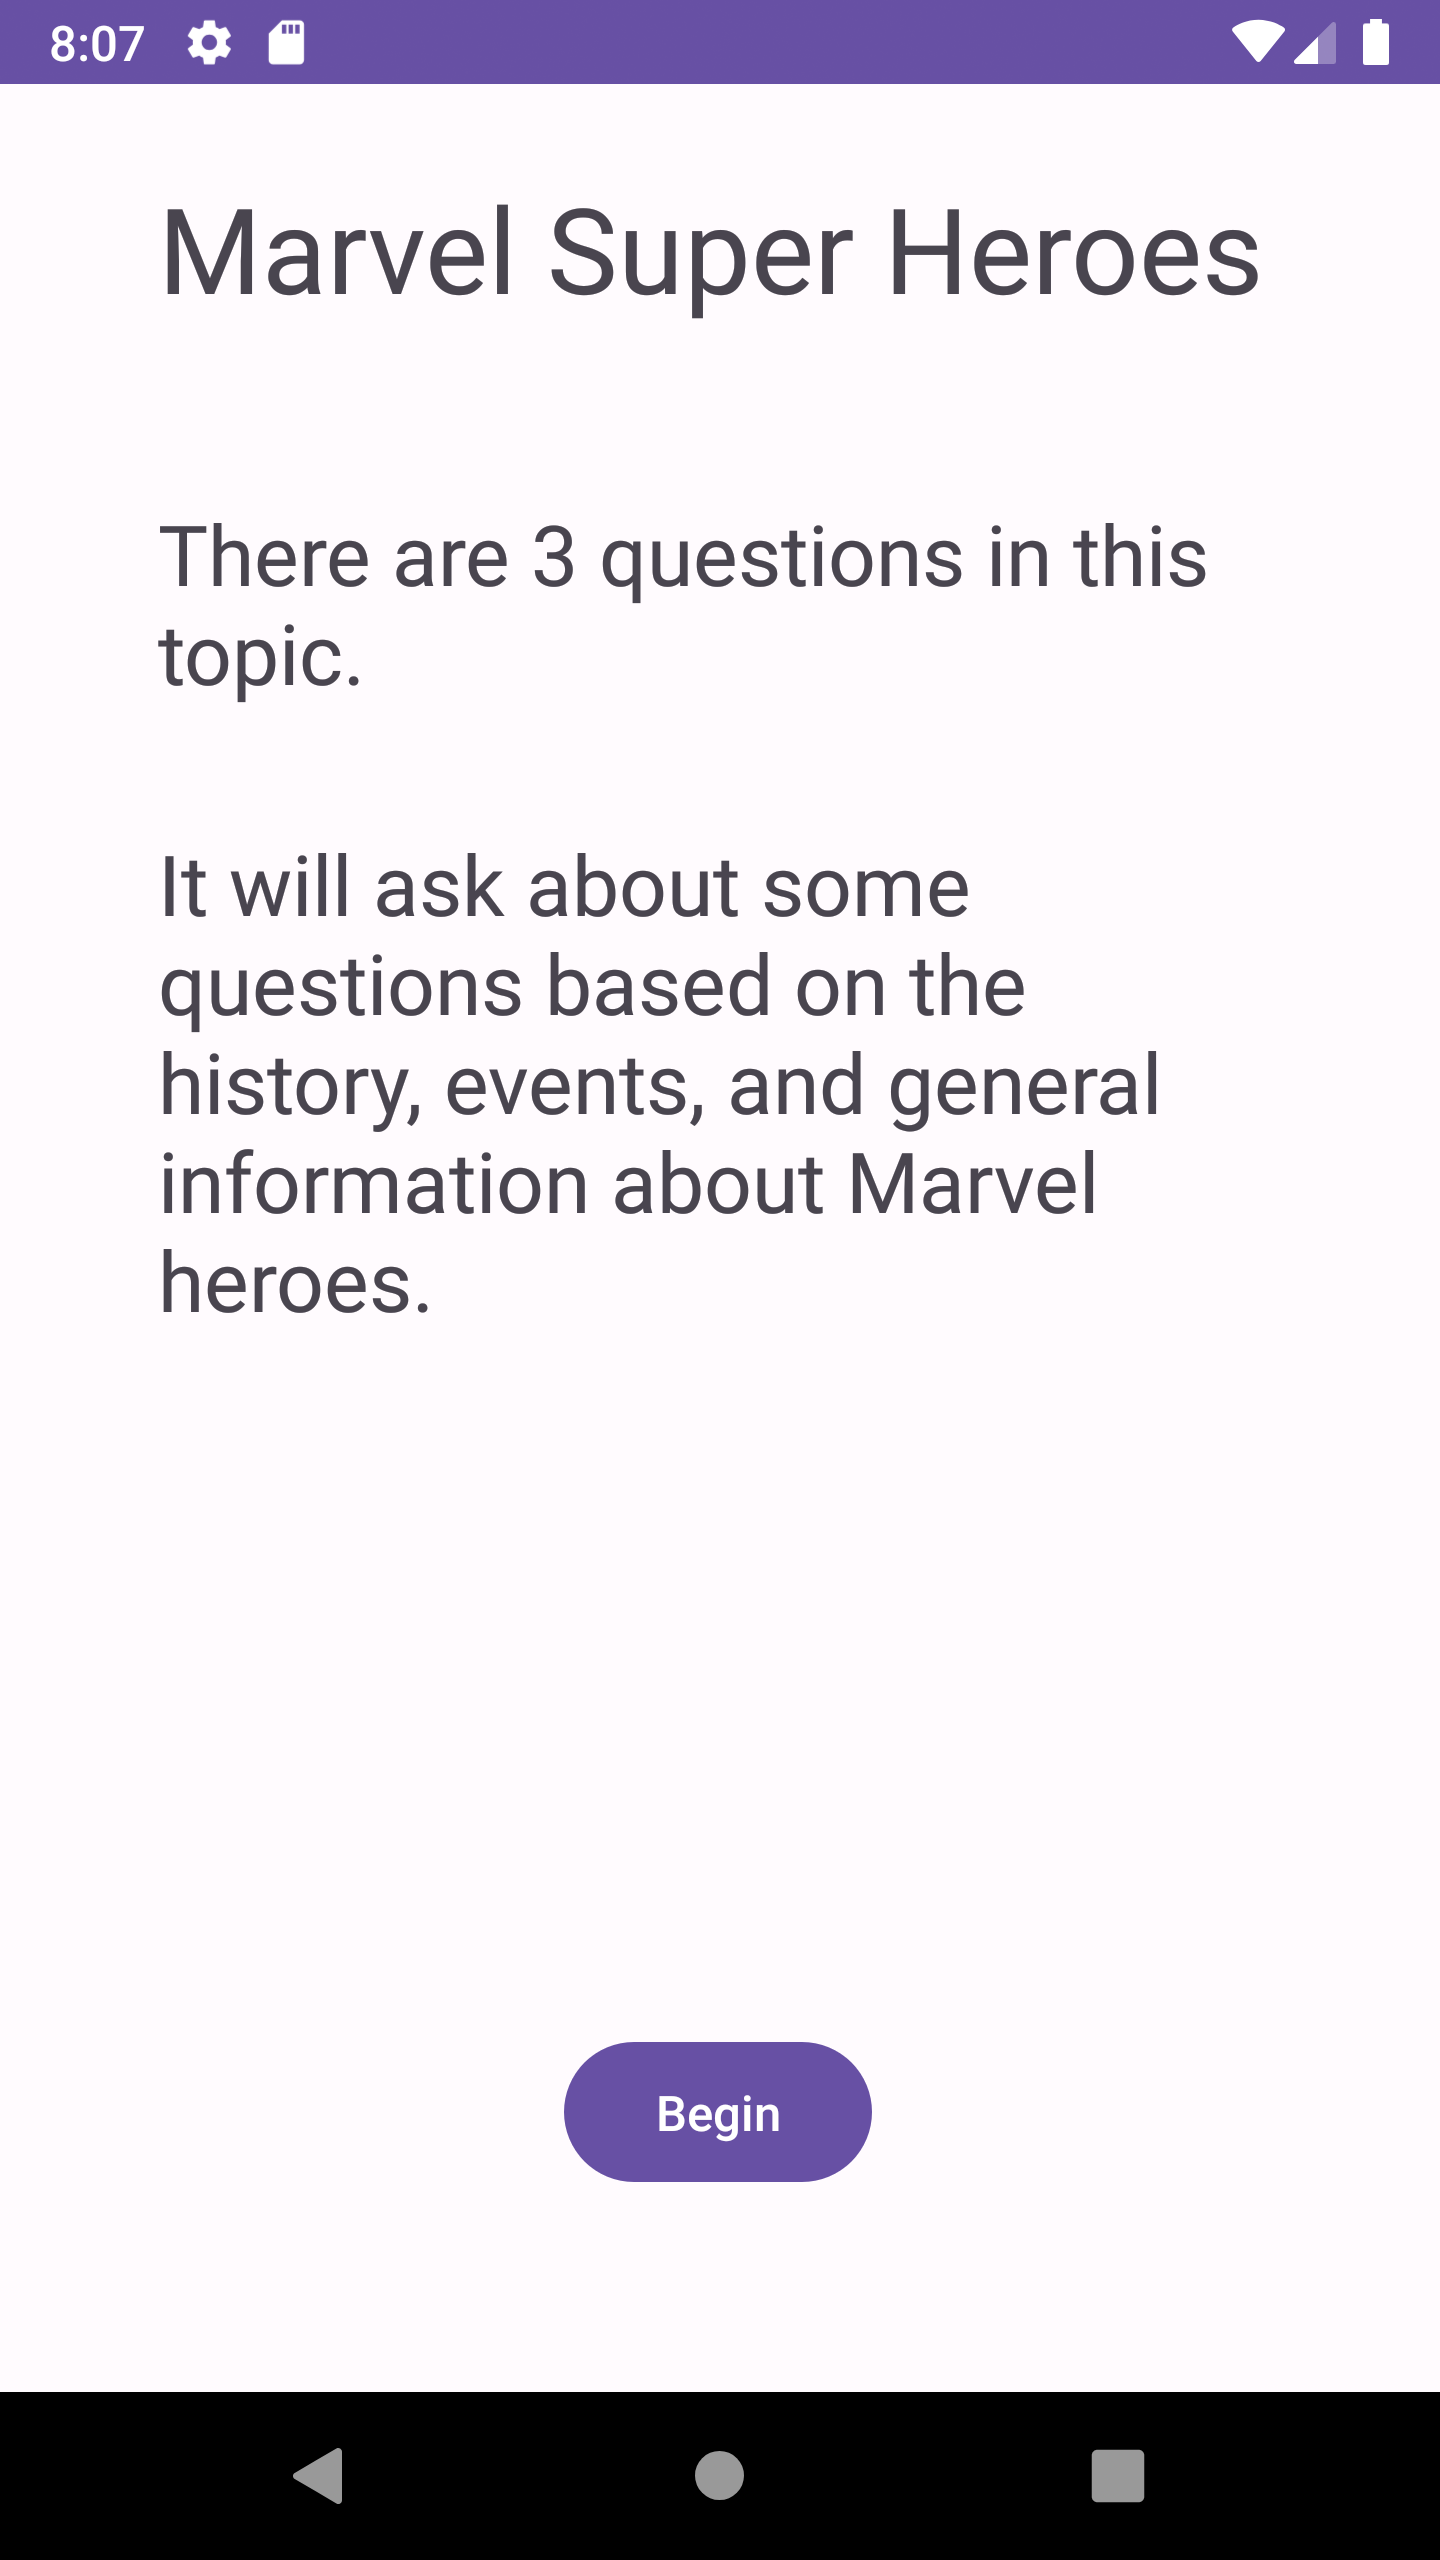 8:07
Marvel Super Heroes
There are 3 questions in this
topic.
It will ask about some
questions based on the
history, events, and general
information about Marvel
heroes.
Begin